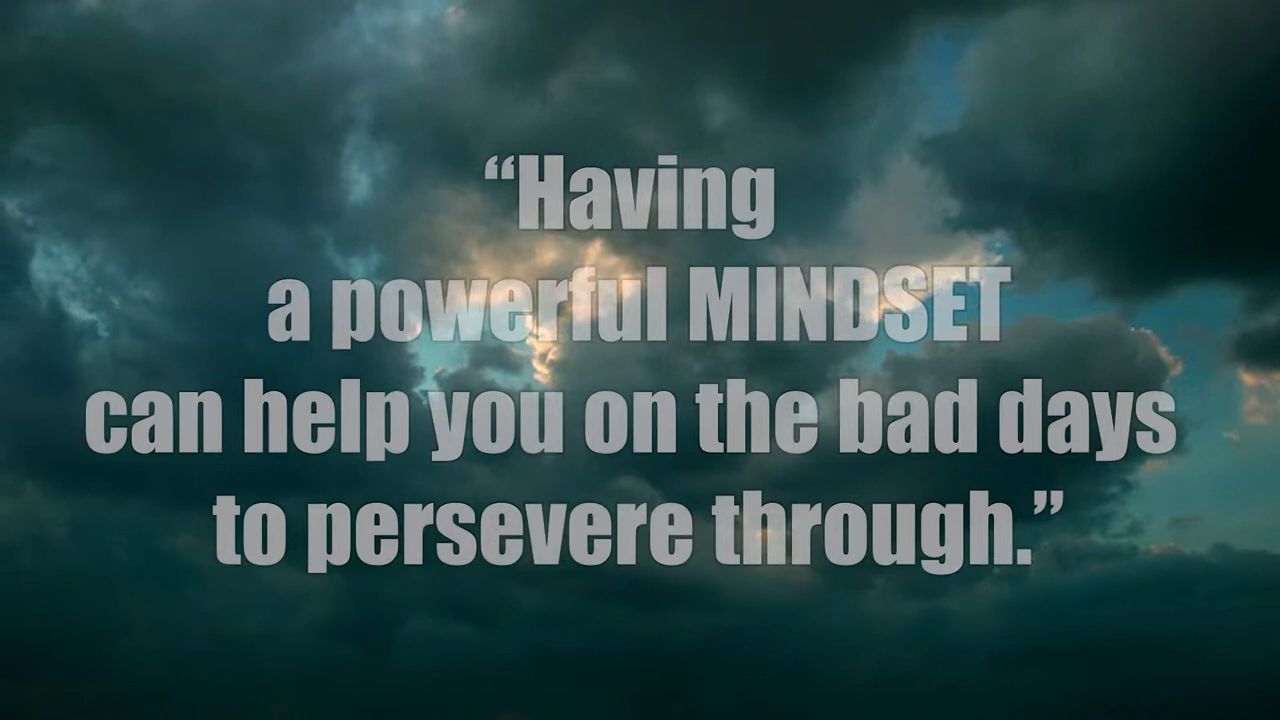 “Having
a powerful MINDSET
can help you on the bad days
to persevere through.”